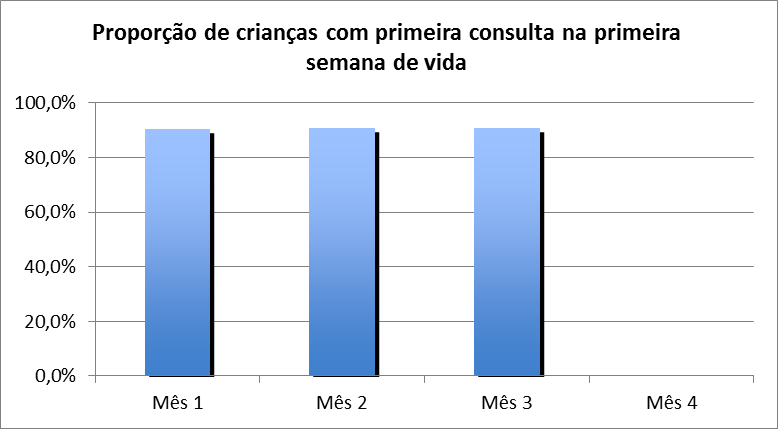 Proporção de crianças com primeira consulta na primeira
semana de vida
100,0%
80,0%
60,0%
40,0%
20,0%
0,0%
Mês 1 Mês 2 Mês 3 Mês 4